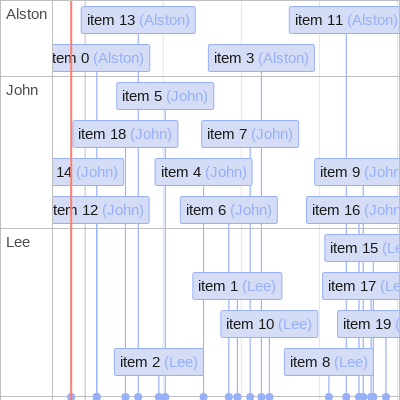 Alston
item 13 (Alston)
item 11 (Alston)
item 0 (Alston)
item 3 (Alston)
John
item 5 (John)
item 18 (John)
item 7 (John)
14 (John)
item 4 (John)
item 9 (John
item 12 (John)
item 6 (John)
item 16 (John
Lee
item 15 (Le
item 1 (Lee)
item 17 (Le
item 10 (Lee)
item 19 (
item 2 (Lee)
item 8 (Lee)